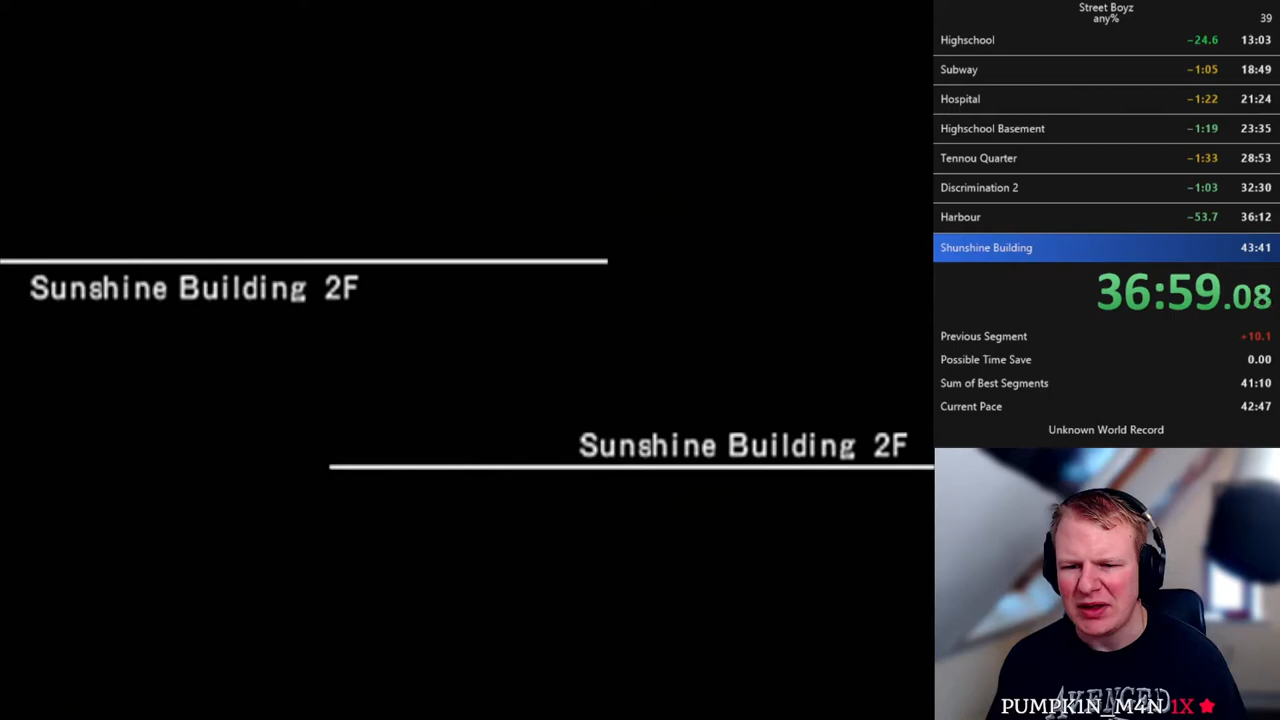 Sunshine Building 2F
Sunshine Building 2F
Street Boyz
any%
39
Highschool -24.6 13:03
Subway -1:05 18:49
Hospital -1:22 21:24
Highschool Basement -1:19 23:35
Tennou Quarter -1:33 28:53
Discrimination 2 -1:03 32:30
Harbour -53.7 36:12
Shunshine Building 43:41
36:59.08
Previous Segment +10.1
Possible Time Save 0.00
Sum of Best Segments 41:10
Current Pace 42:47
Unknown World Record
PUMPK1N_M4N 1X